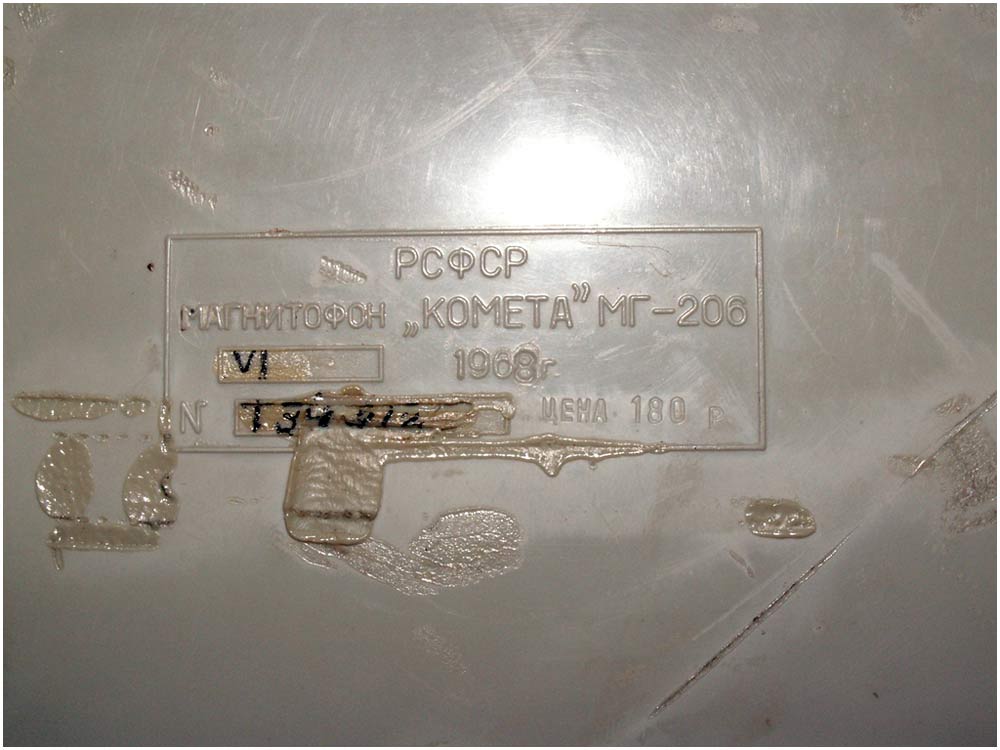 РСФСР
МАГНИТОФОН „КОМЕТА” МГ-206
VI 1968г.
№ ЦЕНА 180 р